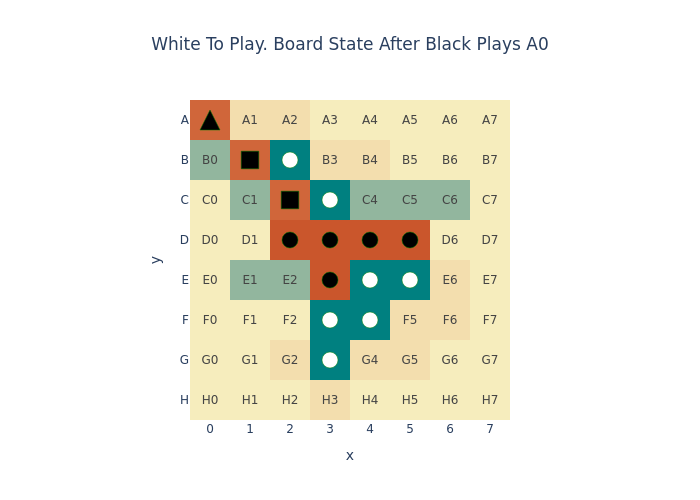 White To Play. Board State After Black Plays A0
A A1 A2 A3 A4 A5 A6 A7
B B0 B3 B4 B5 B6 B7
C C0 C1 C4 C5 C6 C7
D D0 D1 D6 D7
y
E E0 E1 E2 E6 E7
F F0 F1 F2 F5 F6 F7
G G0 G1 G2 G4 G5 G6 G7
H H0 H1 H2 H3 H4 H5 H6 H7
0 1 2 3 4 5 6 7
x